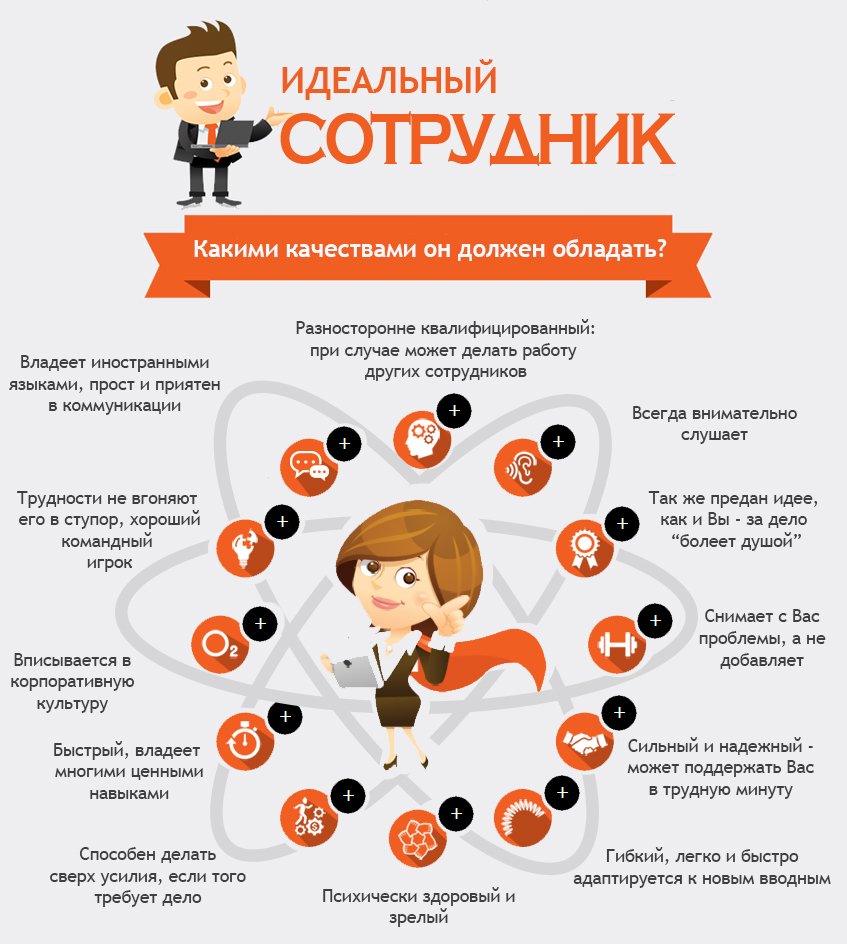 ИДЕАЛЬНЫЙ
СОТРУДНИК
Какими качествами он должен обладать?
Разносторонне квалифицированный:
при случае может делать работу
других сотрудников
Владеет иностранными
языками, прост и приятен
в коммуникации
Всегда внимательно
слушает
Трудности не вгоняют
его в ступор, хороший
командный
игрок
Так же предан идее,
как и Вы - за дело
“болеет душой”
Снимает с Вас
проблемы, а не
добавляет
O2
Вписывается в
корпоративную
культуру
Быстрый, владеет
многими ценными
навыками
Сильный и надежный -
может поддержать Вас
в трудную минуту
Способен делать
сверх усилия, если того
требует дело
Гибкий, легко и быстро
адаптируется к новым вводным
Психически здоровый и
зрелый